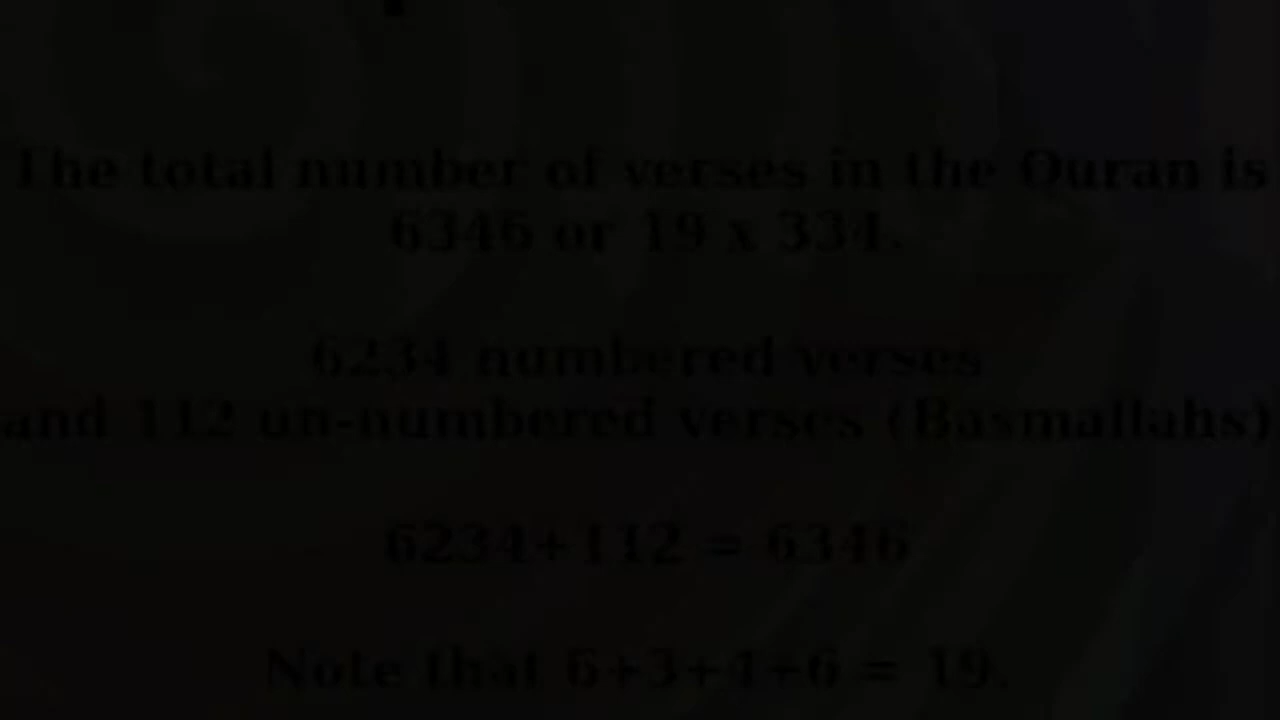 The total number of verses in the Quran is
6346 or 19 x 334.
6234 numbered verses
and 112 un-numbered verses (Basmallahs)
6234+112 = 6346
Note that 6+3+4+6 = 19.